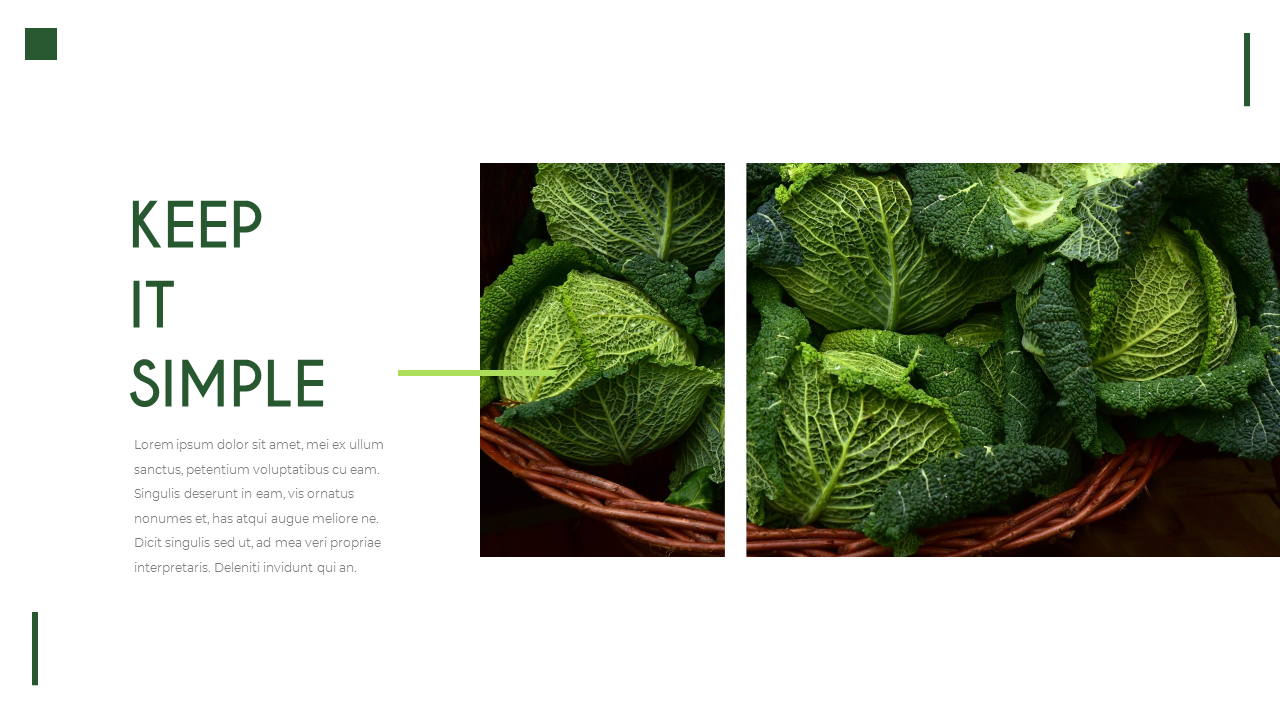 KEEP
IT
SIMPLE
Lorem ipsum dolor sit amet, mei ex ullum
sanctus, petentium voluptatibus cu eam.
Singulis deserunt in eam, vis ornatus
nonumes et, has atqui augue meliore ne.
Dicit singulis sed ut, ad mea veri propriae
interpretaris. Deleniti invidunt qui an.